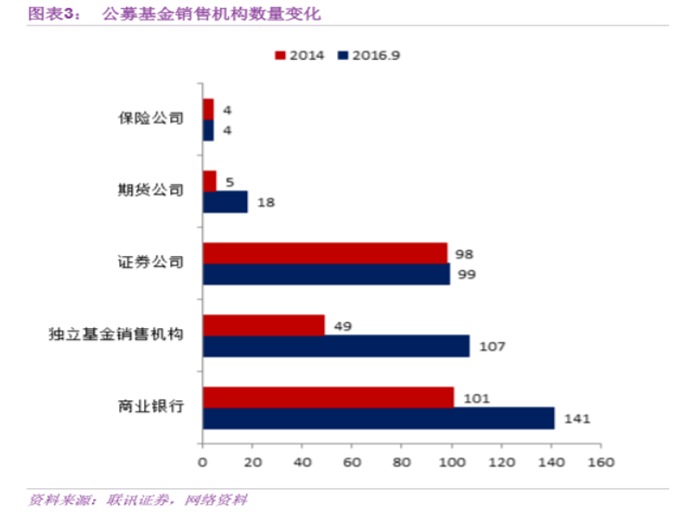 图表3： 公募基金销售机构数量变化
2014 2016.9
保险公司 4
4
期货公司 5
18
证券公司 98
99
独立基金销售机构 49
107
商业银行 101
141
0 20 40 60 80 100 120 140 160
资料来源：联讯证券，网络资料